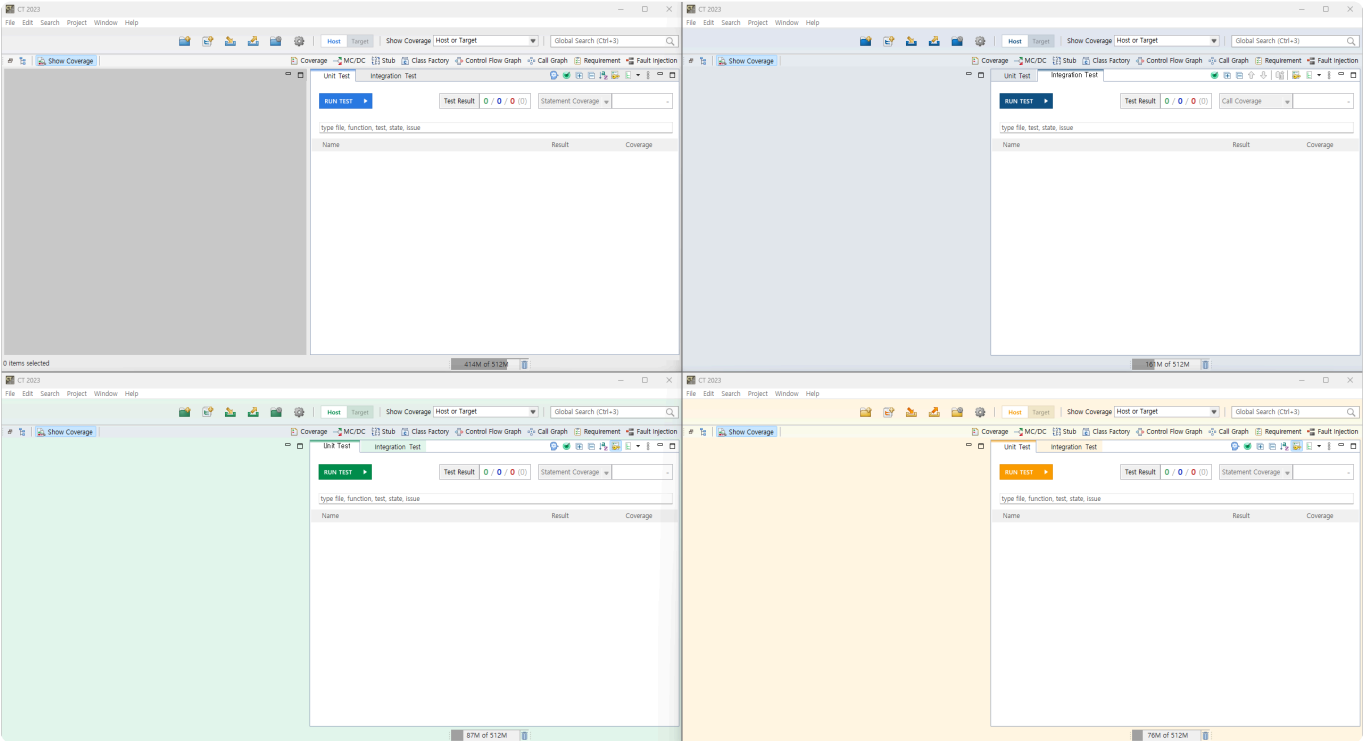 CT 2023
File Edit Search Project Window Help
Host Target Show Coverage Host or Target Global Search (Ctrl+3)
Show Coverage Coverage MC/DC Stub Class Factory Control Flow Graph Call Graph Requirement Fault Injection
Unit Test Integration Test
RUN TEST Test Result 0 / 0 / 0 (0) Statement Coverage
type file, function, test, state, issue
Name Result Coverage
0 items selected
414M of 512M
CT 2023
File Edit Search Project Window Help
Host Target Show Coverage Host or Target Global Search (Ctrl+3)
Show Coverage Coverage MC/DC Stub Class Factory Control Flow Graph Call Graph Requirement Fault Injection
Unit Test Integration Test
RUN TEST Test Result 0 / 0 / 0 (0) Call Coverage
type file, test, state, issue
Name Result Coverage
161M of 512M
CT 2023
File Edit Search Project Window Help
Host Target Show Coverage Host or Target Global Search (Ctrl+3)
Show Coverage Coverage MC/DC Stub Class Factory Control Flow Graph Call Graph Requirement Fault Injection
Unit Test Integration Test
RUN TEST Test Result 0 / 0 / 0 (0) Statement Coverage
type file, function, test, state, issue
Name Result Coverage
87M of 512M
CT 2023
File Edit Search Project Window Help
Host Target Show Coverage Host or Target Global Search (Ctrl+3)
Show Coverage Coverage MC/DC Stub Class Factory Control Flow Graph Call Graph Requirement Fault Injection
Unit Test Integration Test
RUN TEST Test Result 0 / 0 / 0 (0) Statement Coverage
type file, function, test, state, issue
Name Result Coverage
76M of 512M